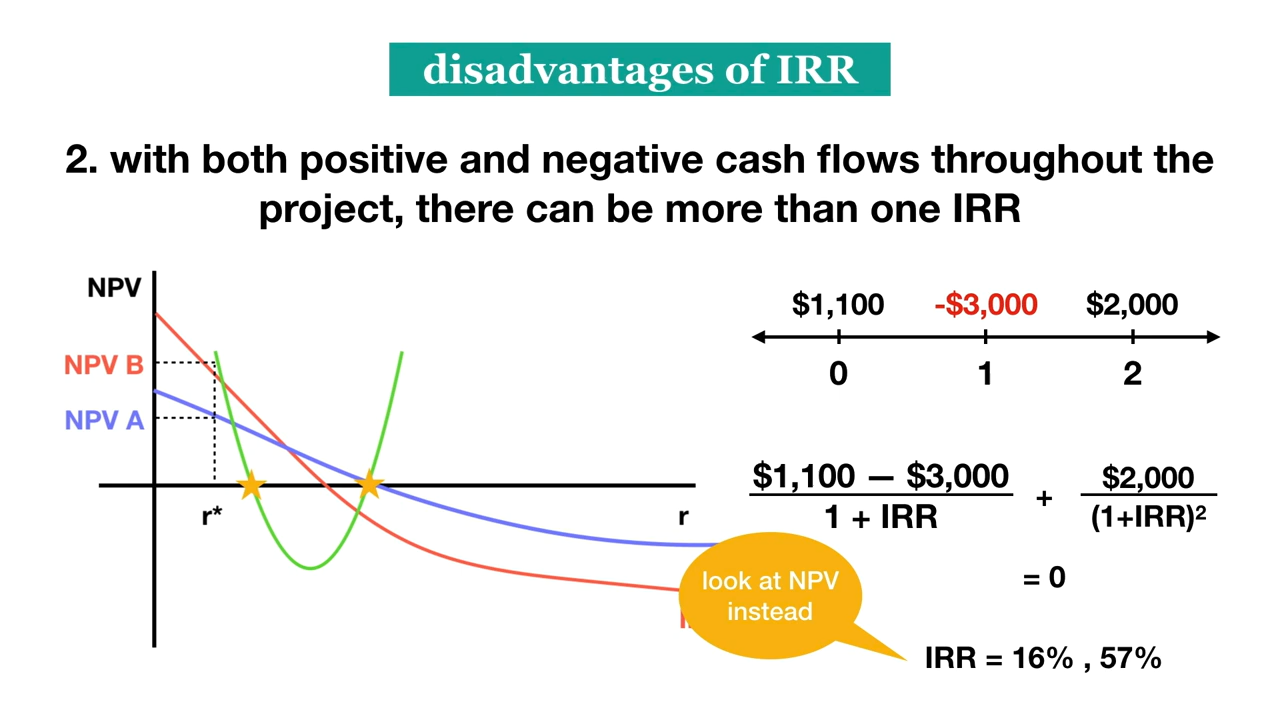 disadvantages of IRR
2. with both positive and negative cash flows throughout the
project, there can be more than one IRR
NPV
NPV B
NPV A
r*
r
$1,100 -$3,000 $2,000
0 1 2
$1,100 — $3,000
1 + IRR
+
$2,000
(1+IRR)²
= 0
look at NPV
instead
IRR = 16% , 57%